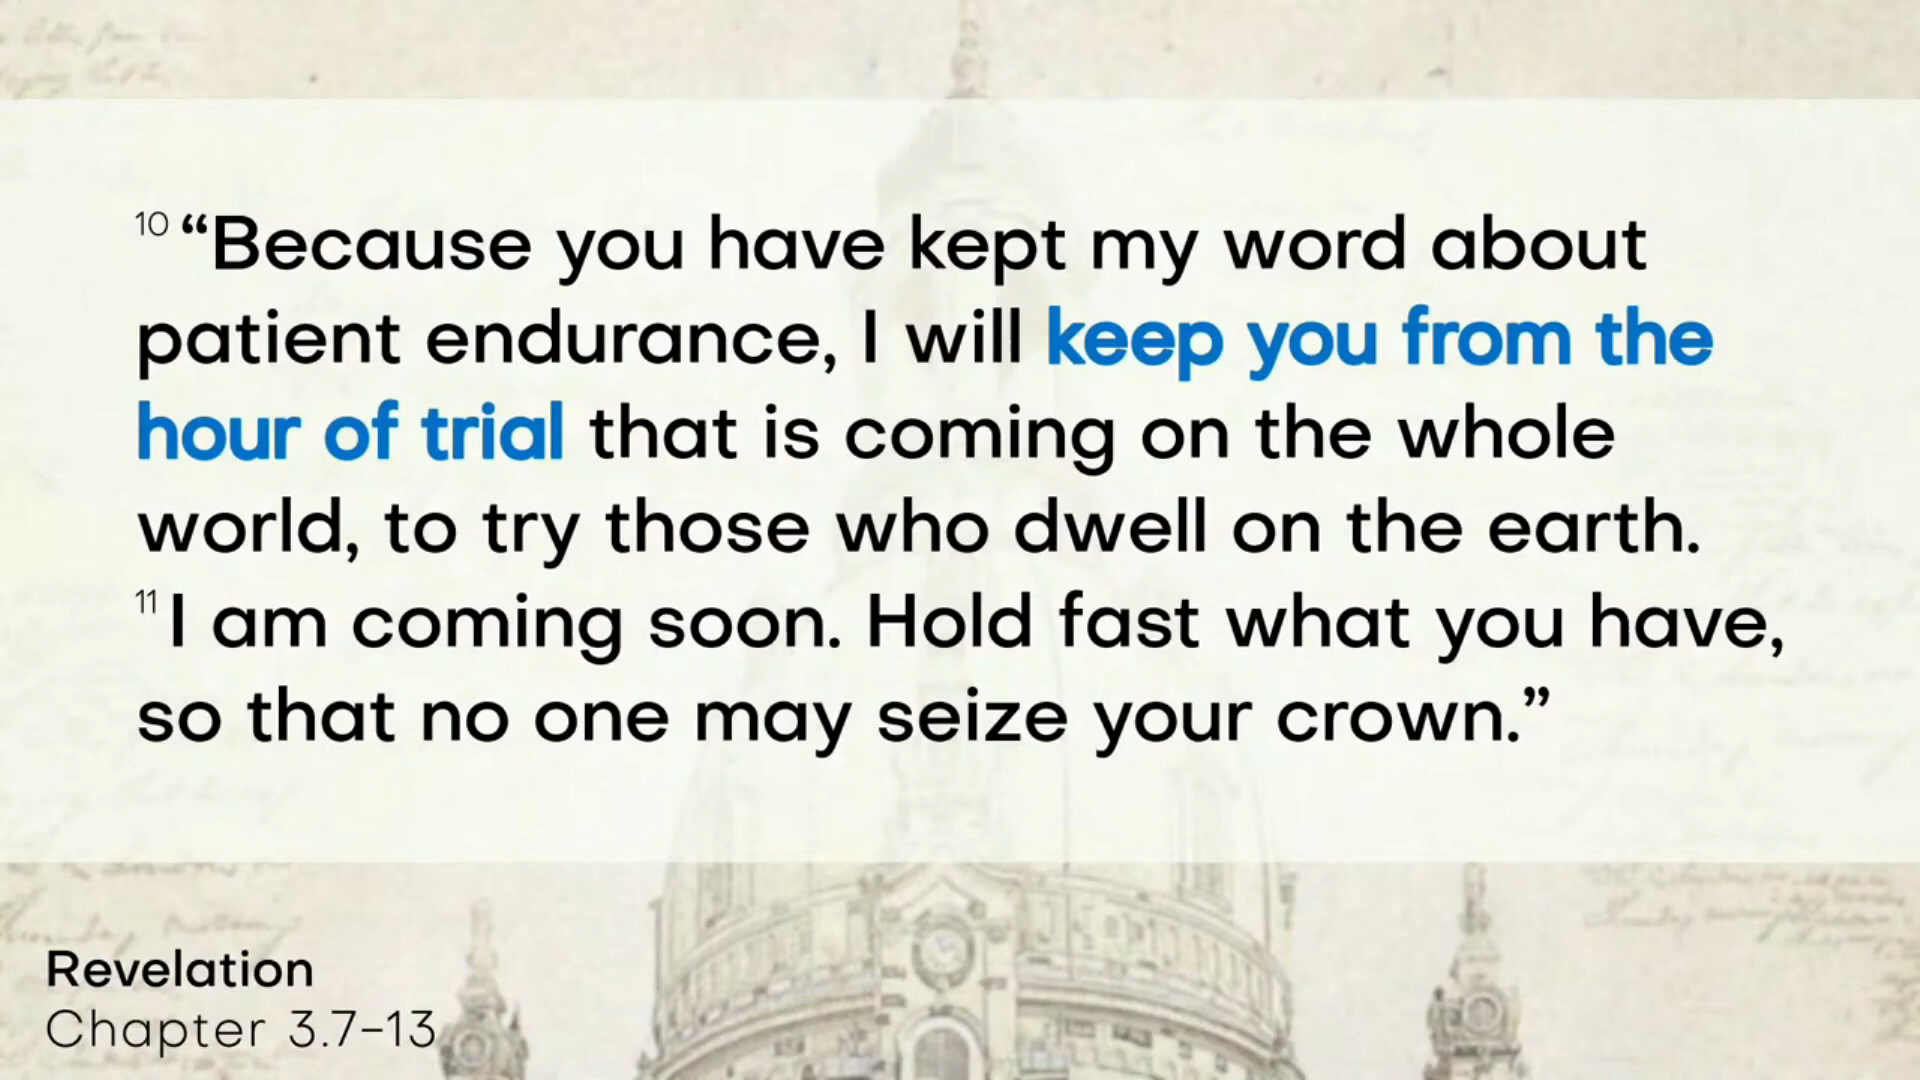 10 “Because you have kept my word about
patient endurance, I will keep you from the
hour of trial that is coming on the whole
world, to try those who dwell on the earth.
11 I am coming soon. Hold fast what you have,
so that no one may seize your crown.”
Revelation
Chapter 3.7–13